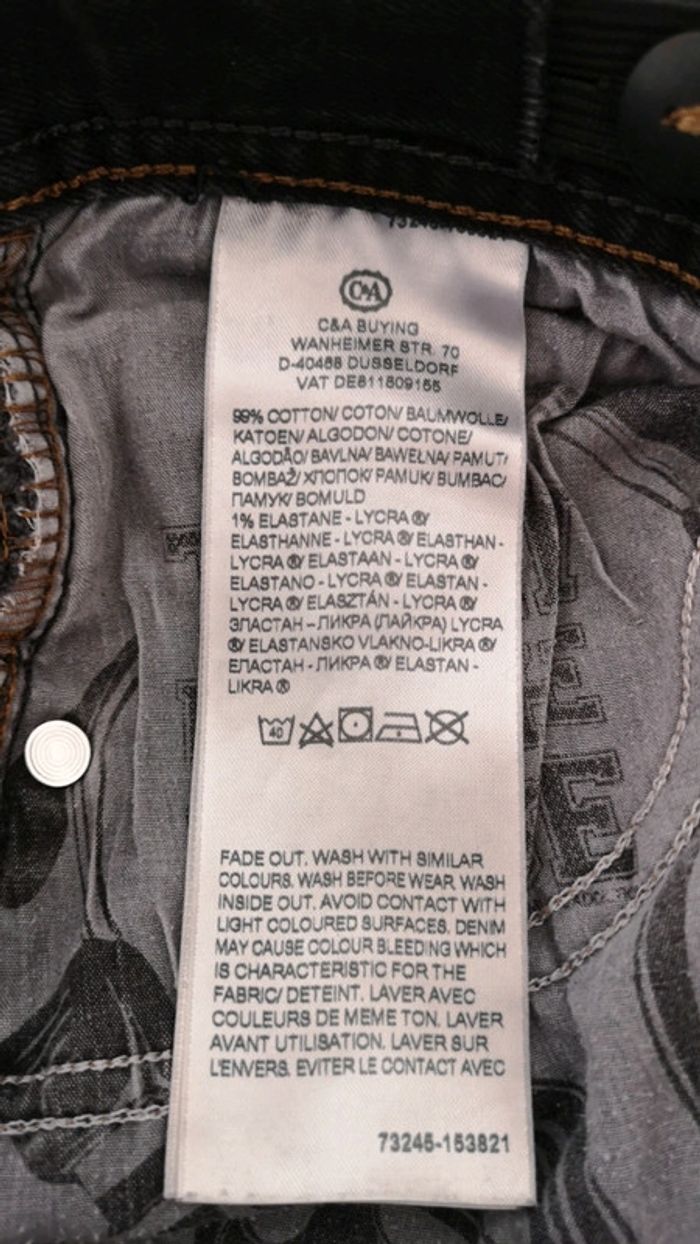 C&A
C&A BUYING
WANHEIMER STR. 70
D-40468 DUSSELDORF
VAT DE811809155
99% COTTON/ COTON/ BAUMWOLLE/
KATOEN/ ALGODON/ COTONE/
ALGODÃO/ BAVLNA/ BAWEŁNA/ PAMUT/
BOMBAŽ/ ХЛОПОК/ PAMUK/ BUMBAC/
ПАМУК/ BOMULD
1% ELASTANE - LYCRA ®/
ELASTHANNE - LYCRA ®/ ELASTHAN -
LYCRA ®/ ELASTAAN - LYCRA ®/
ELASTANO - LYCRA ®/ ELASTAN -
LYCRA ®/ ELASZTÁN - LYCRA ®/
ЭЛАСТАН – ЛИКРА (ЛАЙКРА) LYCRA
®/ ELASTANSKO VLAKNO-LIKRA ®/
ЕЛАСТАН - ЛИКРА ®/ ELASTAN -
LIKRA ®
40
FADE OUT. WASH WITH SIMILAR
COLOURS. WASH BEFORE WEAR. WASH
INSIDE OUT. AVOID CONTACT WITH
LIGHT COLOURED SURFACES. DENIM
MAY CAUSE COLOUR BLEEDING WHICH
IS CHARACTERISTIC FOR THE
FABRIC/ DETEINT. LAVER AVEC
COULEURS DE MEME TON. LAVER
AVANT UTILISATION. LAVER SUR
L'ENVERS. EVITER LE CONTACT AVEC
73245-153821